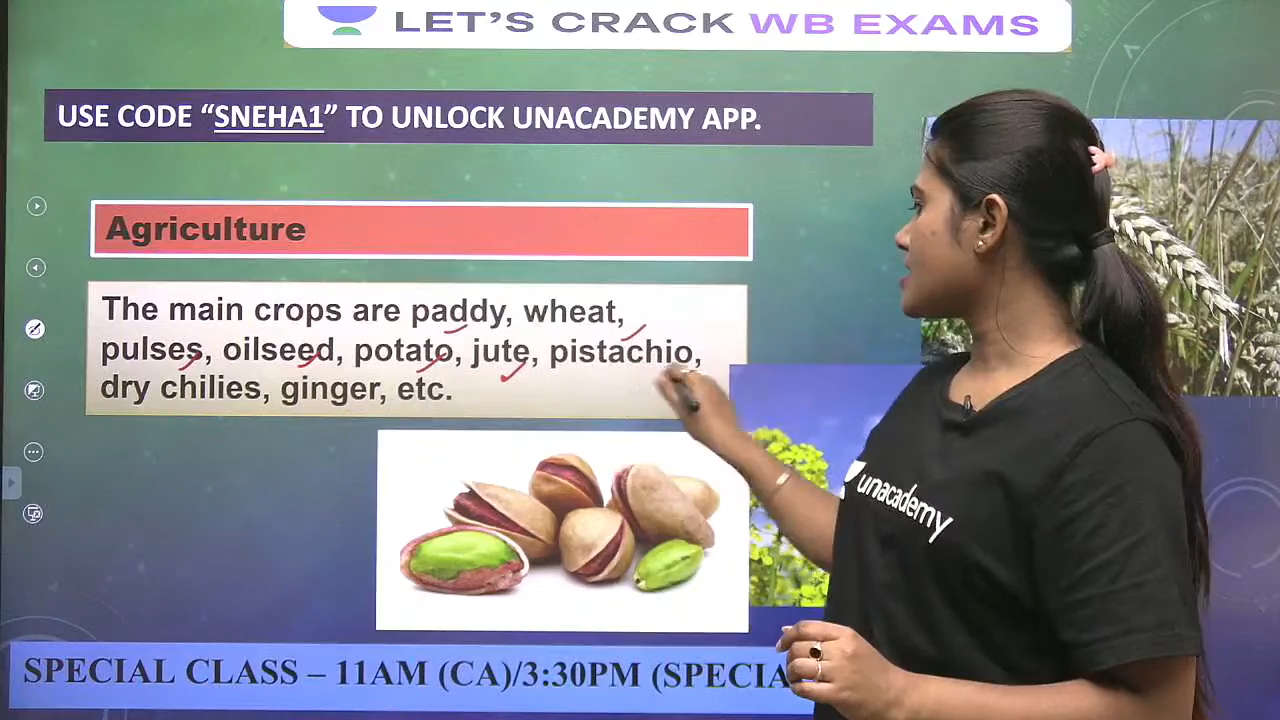 LET'S CRACK WB EXAMS
USE CODE “SNEHA1” TO UNLOCK UNACADEMY APP.
Agriculture
The main crops are paddy, wheat,
pulses, oilseed, potato, jute, pistachio,
dry chilies, ginger, etc.
unacademy
SPECIAL CLASS – 11AM (CA)/3:30PM (SPECIA